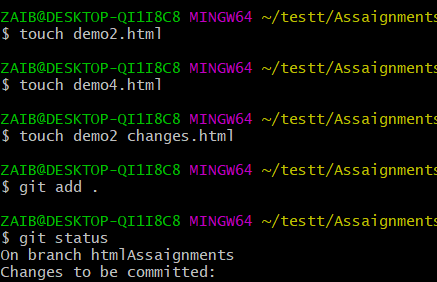 ZAIB@DESKTOP-QI1I8C8 MINGW64 ~/testt/Assaignments
$ touch demo2.html
ZAIB@DESKTOP-QI1I8C8 MINGW64 ~/testt/Assaignments
$ touch demo4.html
ZAIB@DESKTOP-QI1I8C8 MINGW64 ~/testt/Assaignments
$ touch demo2 changes.html
ZAIB@DESKTOP-QI1I8C8 MINGW64 ~/testt/Assaignments
$ git add .
ZAIB@DESKTOP-QI1I8C8 MINGW64 ~/testt/Assaignments
$ git status
On branch htmlAssaignments
Changes to be committed: